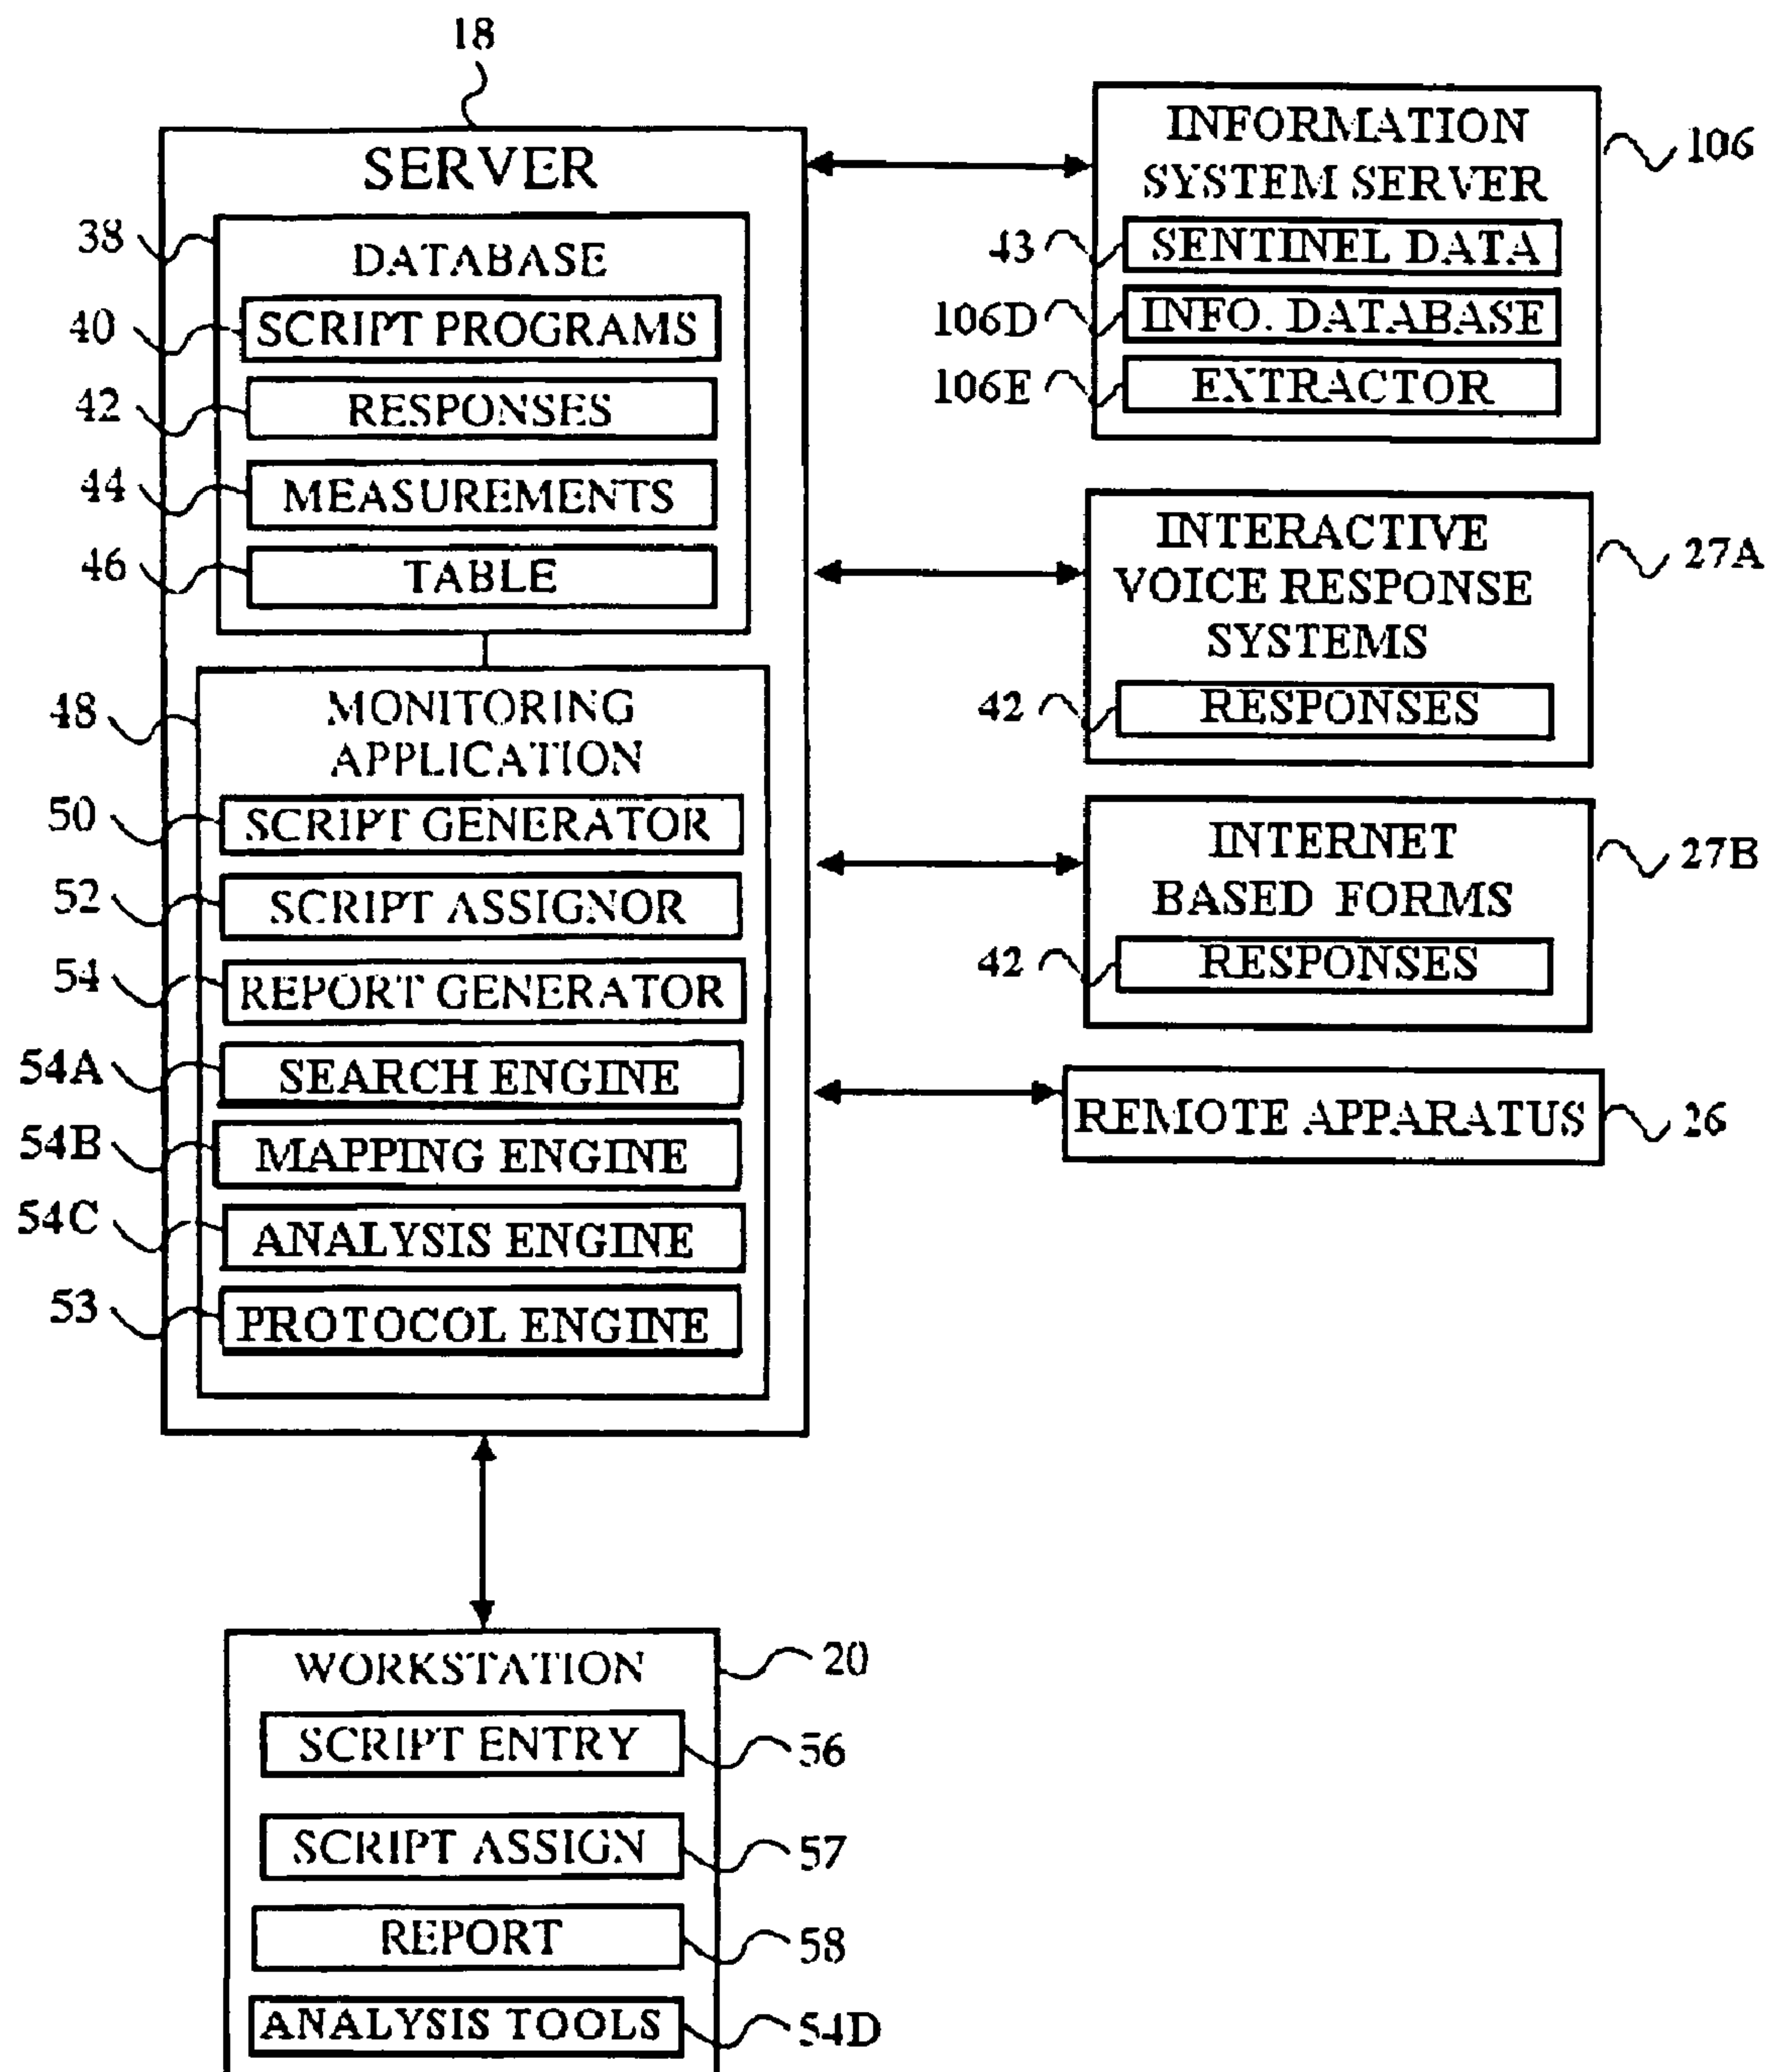 18
SERVER
38
DATABASE
40
SCRIPT PROGRAMS
42
RESPONSES
44
MEASUREMENTS
46
TABLE
48
MONITORING
APPLICATION
50
SCRIPT GENERATOR
52
SCRIPT ASSIGNOR
54
REPORT GENERATOR
54A
SEARCH ENGINE
54B
MAPPING ENGINE
54C
ANALYSIS ENGINE
53
PROTOCOL ENGINE
INFORMATION
SYSTEM SERVER
106
43
SENTINEL DATA
106D
INFO. DATABASE
106E
EXTRACTOR
INTERACTIVE
VOICE RESPONSE
SYSTEMS
27A
42
RESPONSES
INTERNET
BASED FORMS
27B
42
RESPONSES
REMOTE APPARATUS
26
WORKSTATION
20
SCRIPT ENTRY
56
SCRIPT ASSIGN
57
REPORT
58
ANALYSIS TOOLS
54D